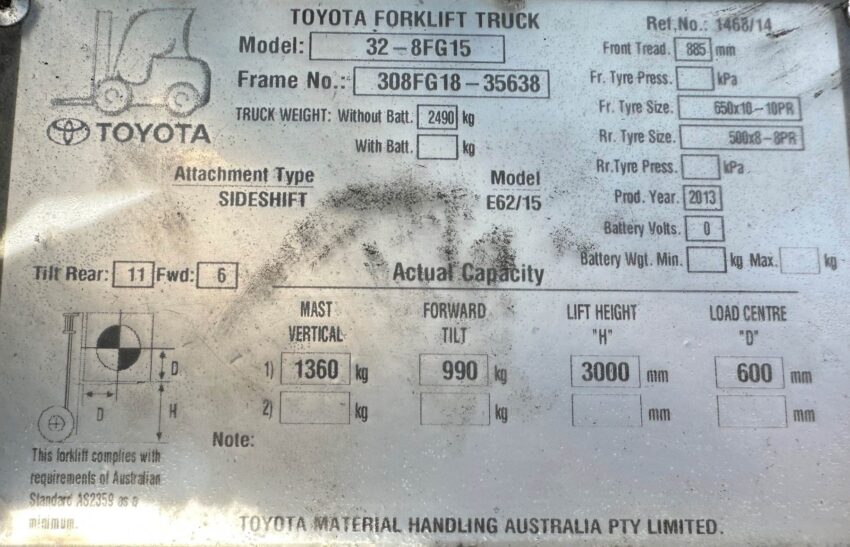 TOYOTA FORKLIFT TRUCK
Ref.No.: 1468/14
Model: 32-8FG15
Front Tread. 885 mm
Frame No.: 308FG18-35638
Fr. Tyre Press. kPa
TRUCK WEIGHT: Without Batt. 2490 kg
Fr. Tyre Size. 650x10-10PR
TOYOTA
With Batt. kg
Rr. Tyre Size. 500x8-8PR
Rr.Tyre Press. kPa
Attachment Type
Model
SIDESHIFT
E62/15
Prod. Year. 2013
Battery Volts. 0
Battery Wgt. Min. kg Max. kg
Tilt Rear: 11 Fwd: 6
Actual Capacity
MAST
VERTICAL
FORWARD
TILT
LIFT HEIGHT
"H"
LOAD CENTRE
"D"
1) 1360 kg 990 kg 3000 mm 600 mm
2) kg kg mm mm
D
D
H
Note:
This forklift complies with
requirements of Australian
Standard AS2359 as a
minimum.
TOYOTA MATERIAL HANDLING AUSTRALIA PTY LIMITED.